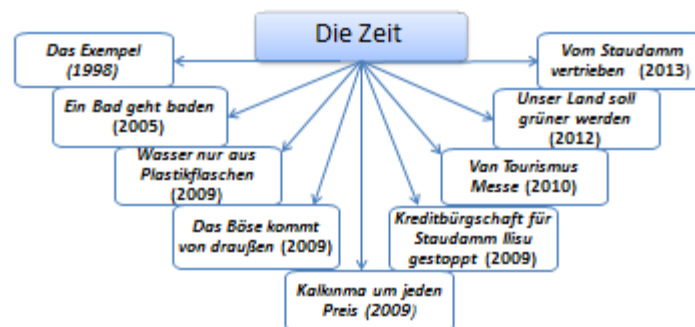 Die Zeit
Das Exempel
(1998)
Ein Bad geht baden
(2005)
Wasser nur aus
Plastikflaschen
(2009)
Das Böse kommt
von draußen (2009)
Kalkınma um jeden
Preis (2009)
Kreditbürgschaft für
Staudamm Ilisu
gestoppt (2009)
Van Tourismus
Messe (2010)
Unser Land soll
grüner werden
(2012)
Vom Staudamm
vertrieben (2013)